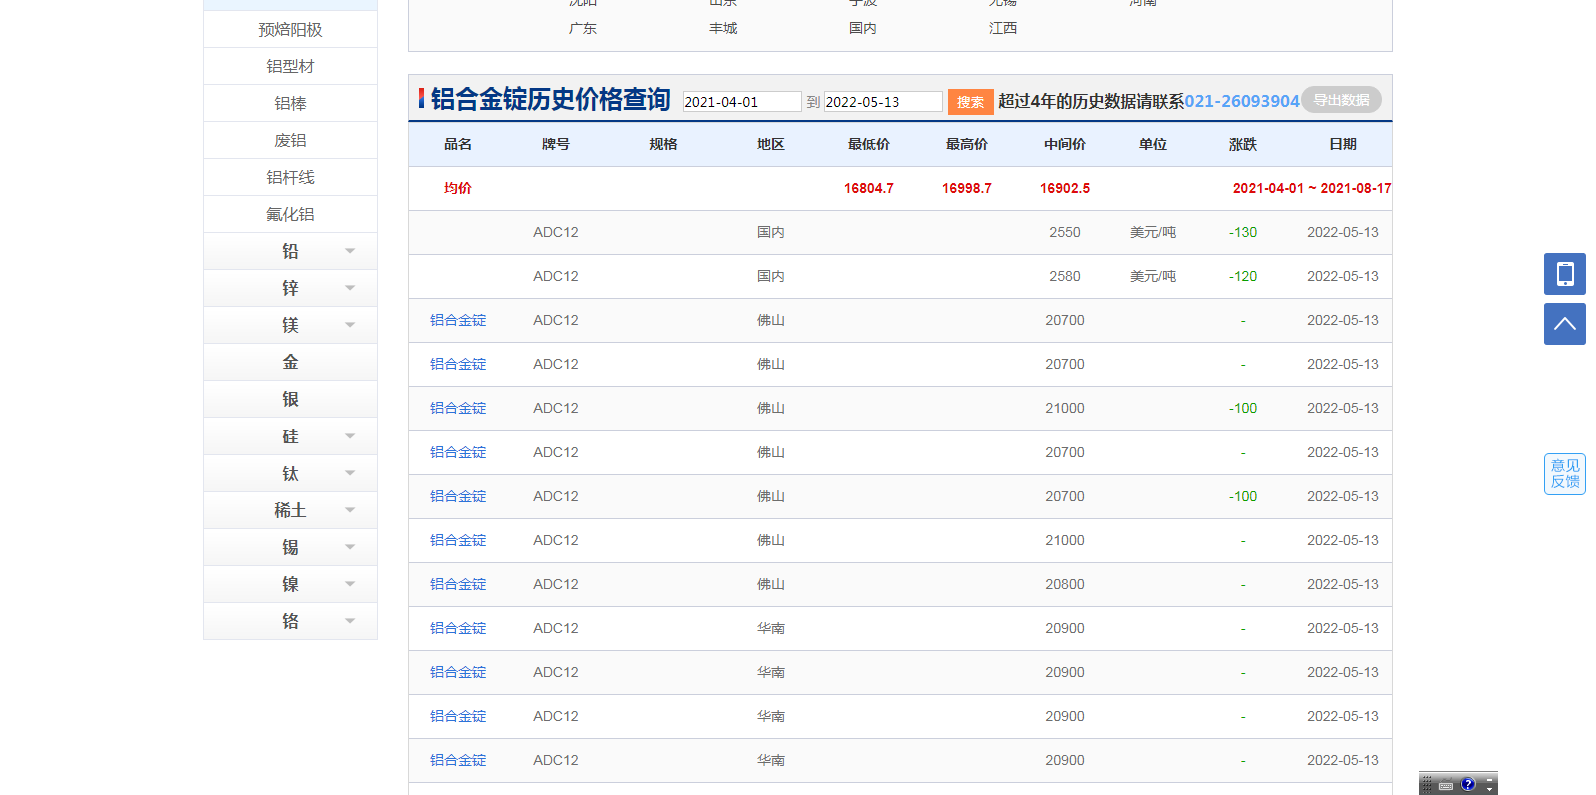 沈阳 山东 宁波 无锡 河南
广东 丰城 国内 江西
预焙阳极
铝型材
铝棒
废铝
铝杆线
氟化铝
铅
锌
镁
金
银
硅
钛
稀土
锡
镍
铬
铝合金锭历史价格查询 2021-04-01 到 2022-05-13 搜索 超过4年的历史数据请联系021-26093904 导出数据
品名 牌号 规格 地区 最低价 最高价 中间价 单位 涨跌 日期
均价 16804.7 16998.7 16902.5 2021-04-01 ~ 2021-08-17
ADC12 国内 2550 美元/吨 -130 2022-05-13
ADC12 国内 2580 美元/吨 -120 2022-05-13
铝合金锭 ADC12 佛山 20700 - 2022-05-13
铝合金锭 ADC12 佛山 20700 - 2022-05-13
铝合金锭 ADC12 佛山 21000 -100 2022-05-13
铝合金锭 ADC12 佛山 20700 - 2022-05-13
铝合金锭 ADC12 佛山 20700 -100 2022-05-13
铝合金锭 ADC12 佛山 21000 - 2022-05-13
铝合金锭 ADC12 佛山 20800 - 2022-05-13
铝合金锭 ADC12 华南 20900 - 2022-05-13
铝合金锭 ADC12 华南 20900 - 2022-05-13
铝合金锭 ADC12 华南 20900 - 2022-05-13
铝合金锭 ADC12 华南 20900 - 2022-05-13
意见
反馈
?